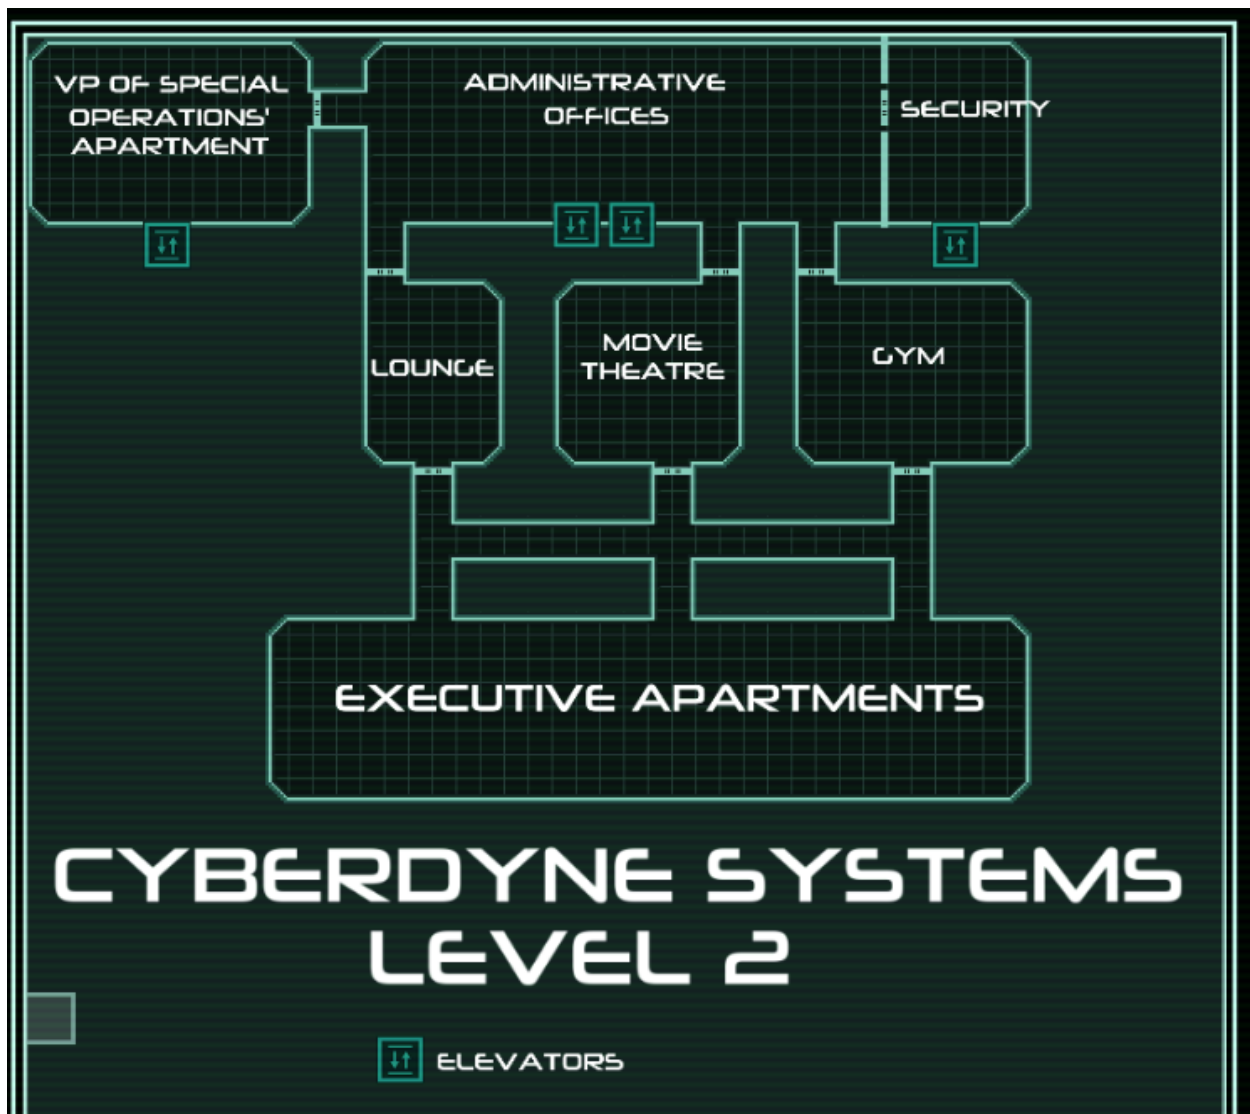 VP OF SPECIAL
OPERATIONS'
APARTMENT
ADMINISTRATIVE
OFFICES
SECURITY
LOUNGE
MOVIE
THEATRE
GYM
EXECUTIVE APARTMENTS
CYBERDYNE SYSTEMS
LEVEL 2
ELEVATORS